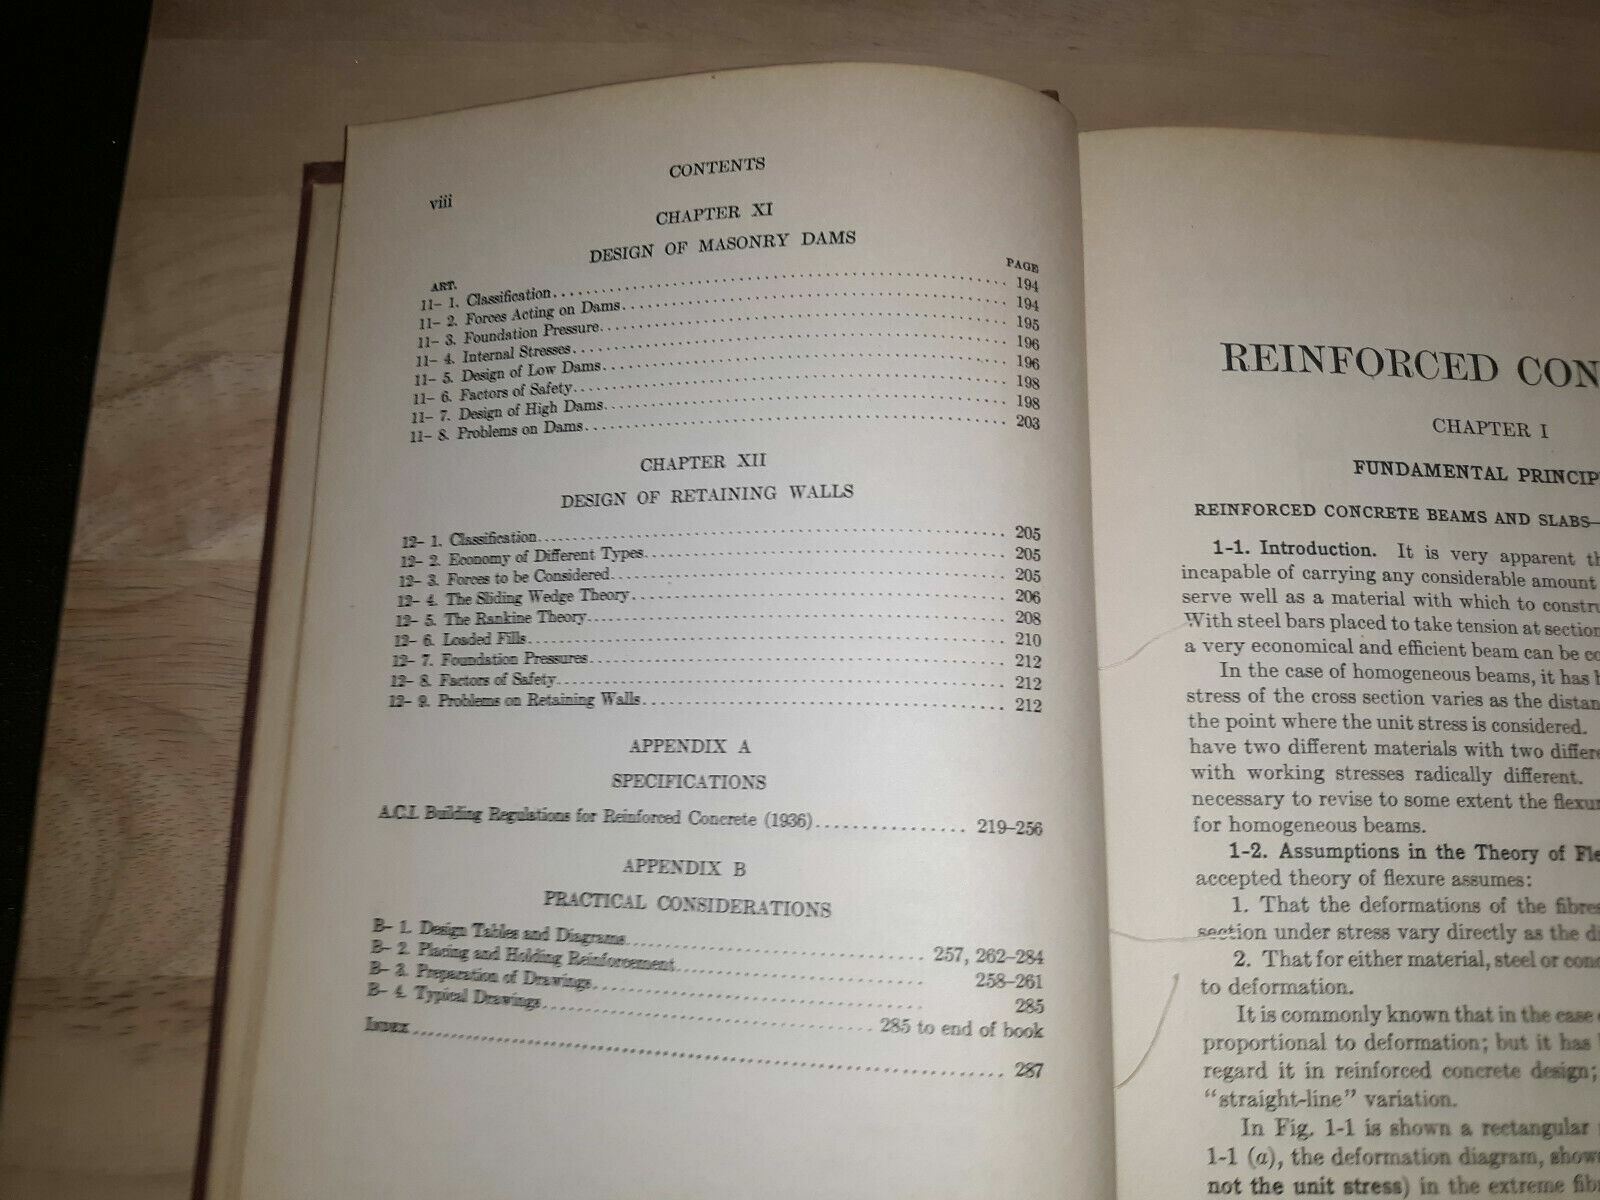 CONTENTS
viii
CHAPTER XI
DESIGN OF MASONRY DAMS
ART. PAGE
11– 1. Classification........................................ 194
11– 2. Forces Acting on Dams........................................ 194
11– 3. Foundation Pressure........................................ 195
11– 4. Internal Stresses........................................ 196
11– 5. Design of Low Dams........................................ 196
11– 6. Factors of Safety........................................ 198
11– 7. Design of High Dams........................................ 198
11– 8. Problems on Dams........................................ 203
CHAPTER XII
DESIGN OF RETAINING WALLS
12– 1. Classification........................................ 205
12– 2. Economy of Different Types........................................ 205
12– 3. Forces to be Considered........................................ 205
12– 4. The Sliding Wedge Theory........................................ 206
12– 5. The Rankine Theory........................................ 208
12– 6. Loaded Fills........................................ 210
12– 7. Foundation Pressures........................................ 212
12– 8. Factors of Safety........................................ 212
12– 9. Problems on Retaining Walls........................................ 212
APPENDIX A
SPECIFICATIONS
A.C.I. Building Regulations for Reinforced Concrete (1936)................ 219–256
APPENDIX B
PRACTICAL CONSIDERATIONS
B– 1. Design Tables and Diagrams.............................. 257, 262–284
B– 2. Placing and Holding Reinforcement......................... 258–261
B– 3. Preparation of Drawings.............................. 285
B– 4. Typical Drawings.............................. 285 to end of book
INDEX........................................ 287
REINFORCED CON
CHAPTER I
FUNDAMENTAL PRINCIP
REINFORCED CONCRETE BEAMS AND SLABS—
1-1. Introduction. It is very apparent th
incapable of carrying any considerable amount
serve well as a material with which to constru
With steel bars placed to take tension at section
a very economical and efficient beam can be co
In the case of homogeneous beams, it has b
stress of the cross section varies as the distan
the point where the unit stress is considered.
have two different materials with two differe
with working stresses radically different.
necessary to revise to some extent the flexur
for homogeneous beams.
1-2. Assumptions in the Theory of Fle
accepted theory of flexure assumes:
1. That the deformations of the fibres
section under stress vary directly as the di
2. That for either material, steel or conc
to deformation.
It is commonly known that in the case
proportional to deformation; but it has
regard it in reinforced concrete design;
"straight-line" variation.
In Fig. 1-1 is shown a rectangular
1-1 (a), the deformation diagram, show
not the unit stress) in the extreme fib